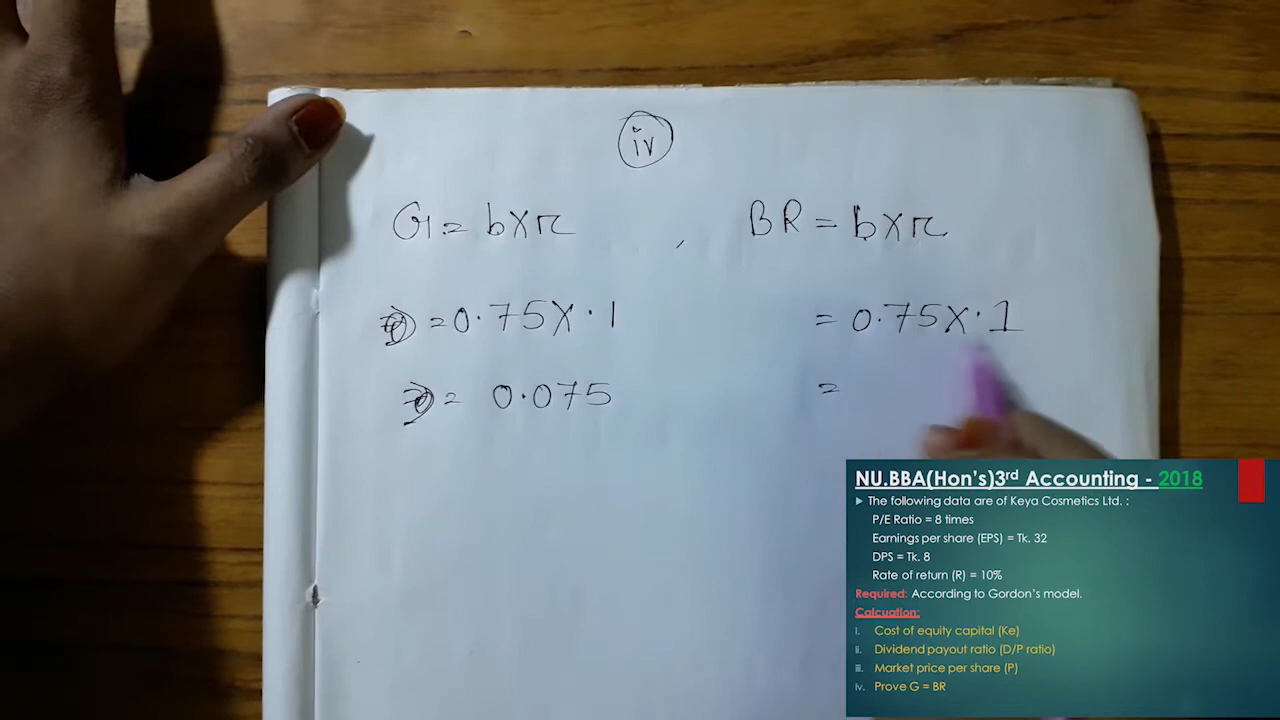 iv
G = b X r , BR = b X r
= 0.75 X .1 = 0.75 X .1
= 0.075 =
NU.BBA(Hon's)3rd Accounting - 2018
The following data are of Keya Cosmetics Ltd. :
P/E Ratio = 8 times
Earnings per share (EPS) = Tk. 32
DPS = Tk. 8
Rate of return (R) = 10%
Required: According to Gordon's model.
Calcuation:
i. Cost of equity capital (Ke)
ii. Dividend payout ratio (D/P ratio)
iii. Market price per share (P)
iv. Prove G = BR